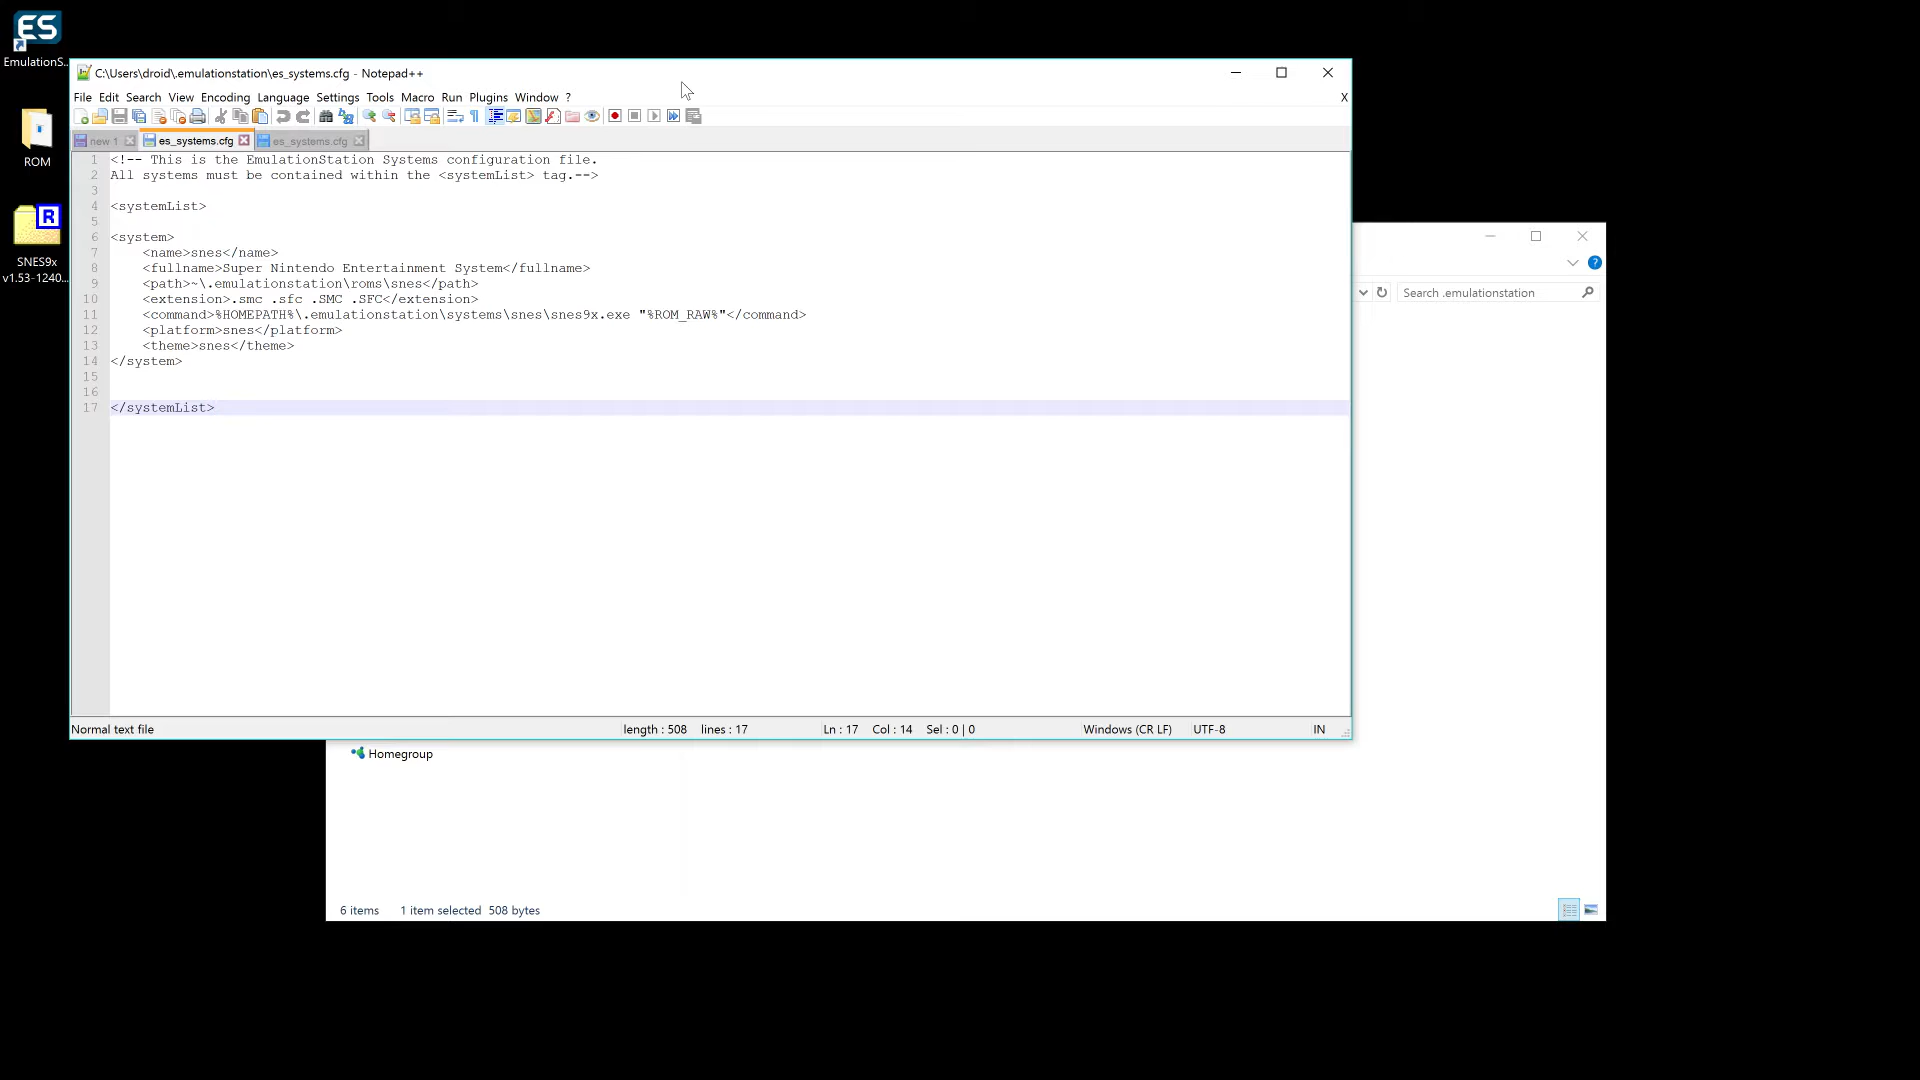 EmulationS..
ROM
SNES9x
v1.53-1240...
C:\Users\droid\.emulationstation\es_systems.cfg - Notepad++
File Edit Search View Encoding Language Settings Tools Macro Run Plugins Window ?
X
new 1
es_systems.cfg
es_systems.cfg
1 <!-- This is the EmulationStation Systems configuration file.
2 All systems must be contained within the <systemList> tag.-->
3
4 <systemList>
5
6 <system>
7 <name>snes</name>
8 <fullname>Super Nintendo Entertainment System</fullname>
9 <path>~\.emulationstation\roms\snes</path>
10 <extension>.smc .sfc .SMC .SFC</extension>
11 <command>%HOMEPATH%\.emulationstation\systems\snes\snes9x.exe "%ROM_RAW%"</command>
12 <platform>snes</platform>
13 <theme>snes</theme>
14 </system>
15
16
17 </systemList>
Normal text file length : 508 lines : 17 Ln : 17 Col : 14 Sel : 0 | 0 Windows (CR LF) UTF-8 IN
Search .emulationstation
Homegroup
6 items 1 item selected 508 bytes